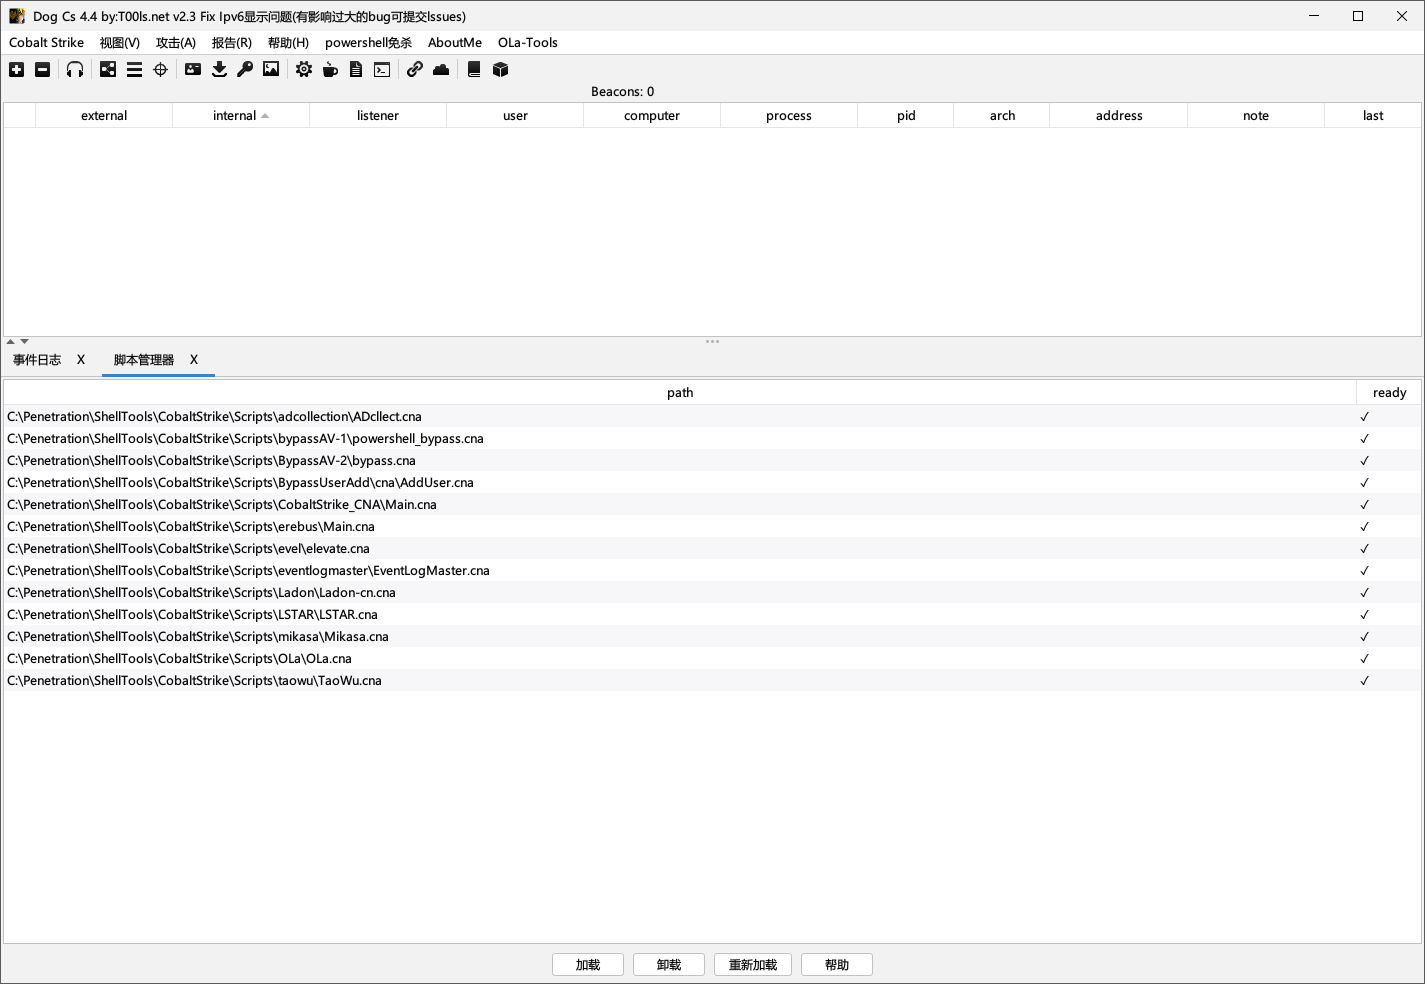 Dog Cs 4.4 by:T00ls.net v2.3 Fix Ipv6显示问题(有影响过大的bug可提交Issues)
Cobalt Strike 视图(V) 攻击(A) 报告(R) 帮助(H) powershell免杀 AboutMe OLa-Tools
Beacons: 0
external internal listener user computer process pid arch address note last
事件日志 X 脚本管理器 X
path ready
C:\Penetration\ShellTools\CobaltStrike\Scripts\adcollection\ADcllect.cna ✓
C:\Penetration\ShellTools\CobaltStrike\Scripts\bypassAV-1\powershell_bypass.cna ✓
C:\Penetration\ShellTools\CobaltStrike\Scripts\BypassAV-2\bypass.cna ✓
C:\Penetration\ShellTools\CobaltStrike\Scripts\BypassUserAdd\cna\AddUser.cna ✓
C:\Penetration\ShellTools\CobaltStrike\Scripts\CobaltStrike_CNA\Main.cna ✓
C:\Penetration\ShellTools\CobaltStrike\Scripts\erebus\Main.cna ✓
C:\Penetration\ShellTools\CobaltStrike\Scripts\evel\elevate.cna ✓
C:\Penetration\ShellTools\CobaltStrike\Scripts\eventlogmaster\EventLogMaster.cna ✓
C:\Penetration\ShellTools\CobaltStrike\Scripts\Ladon\Ladon-cn.cna ✓
C:\Penetration\ShellTools\CobaltStrike\Scripts\LSTAR\LSTAR.cna ✓
C:\Penetration\ShellTools\CobaltStrike\Scripts\mikasa\Mikasa.cna ✓
C:\Penetration\ShellTools\CobaltStrike\Scripts\OLa\OLa.cna ✓
C:\Penetration\ShellTools\CobaltStrike\Scripts\taowu\TaoWu.cna ✓
加载 卸载 重新加载 帮助